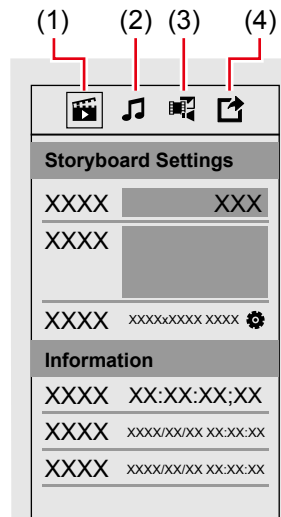 (1) (2) (3) (4)
Storyboard Settings
XXXX XXX
XXXX
XXXX XXXXxXXXX XXXX
Information
XXXX XX:XX:XX;XX
XXXX XXXX/XX/XX XX:XX:XX
XXXX XXXX/XX/XX XX:XX:XX